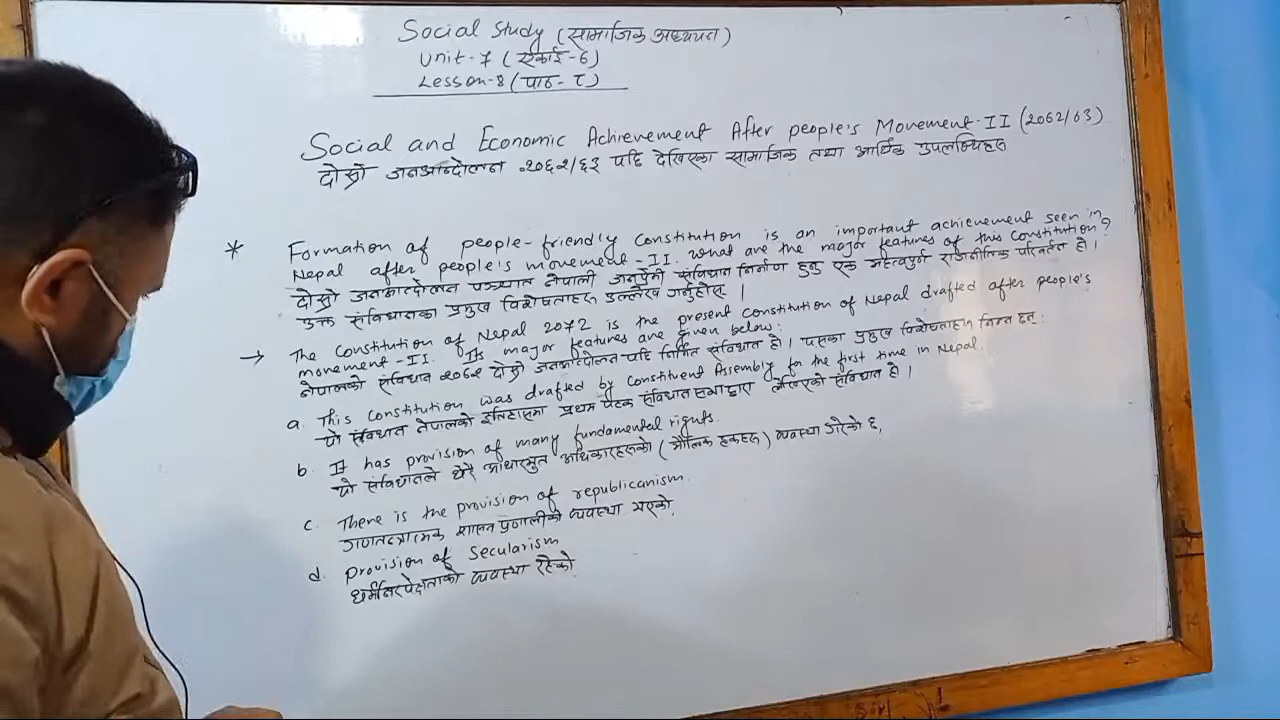 Social Study (सामाजिक अध्ययन)
Unit-7 (एकाई-७)
Lesson-8 (पाठ-८)
Social and Economic Achievement After people's Movement-II (2062/63)
दोस्रो जनआन्दोलन २०६२/६३ पछि देखिएका सामाजिक तथा आर्थिक उपलब्धिहरु
* Formation of people-friendly constitution is an important achievement seen in
Nepal after people's movement-II. What are the major features of this Constitution?
दोस्रो जनआन्दोलन पश्चात नेपाली जनप्रेमी संविधान निर्माण हुनु एक महत्वपुर्ण राजनीतिक परिवर्तन हो।
उक्त संविधानका प्रमुख विशेषताहरु उल्लेख गर्नुहोस्।
→ The Constitution of Nepal 2072 is the present constitution of Nepal drafted after people's
movement-II. Its major features are given below:
नेपालको संविधान २०७२ दोस्रो जनआन्दोलन पछि निर्मित संविधान हो। यसका प्रमुख विशेषताहरु निम्न छन्:
a. This constitution was drafted by Constituent Assembly for the first time in Nepal.
यो संविधान नेपालको इतिहासमा प्रथम पटक संविधान सभाद्वारा लेखिएको संविधान हो।
b. It has provision of many fundamental rights.
यो संविधानले धेरै आधारभुत अधिकारहरुको (मौलिक हकहरु) व्यवस्था गरेको छ,
c. There is the provision of republicanism.
गणतन्त्रात्मक शासन प्रणालीको व्यवस्था भएको,
d. provision of Secularism
धर्मनिरपेक्षताको व्यवस्था रहेको